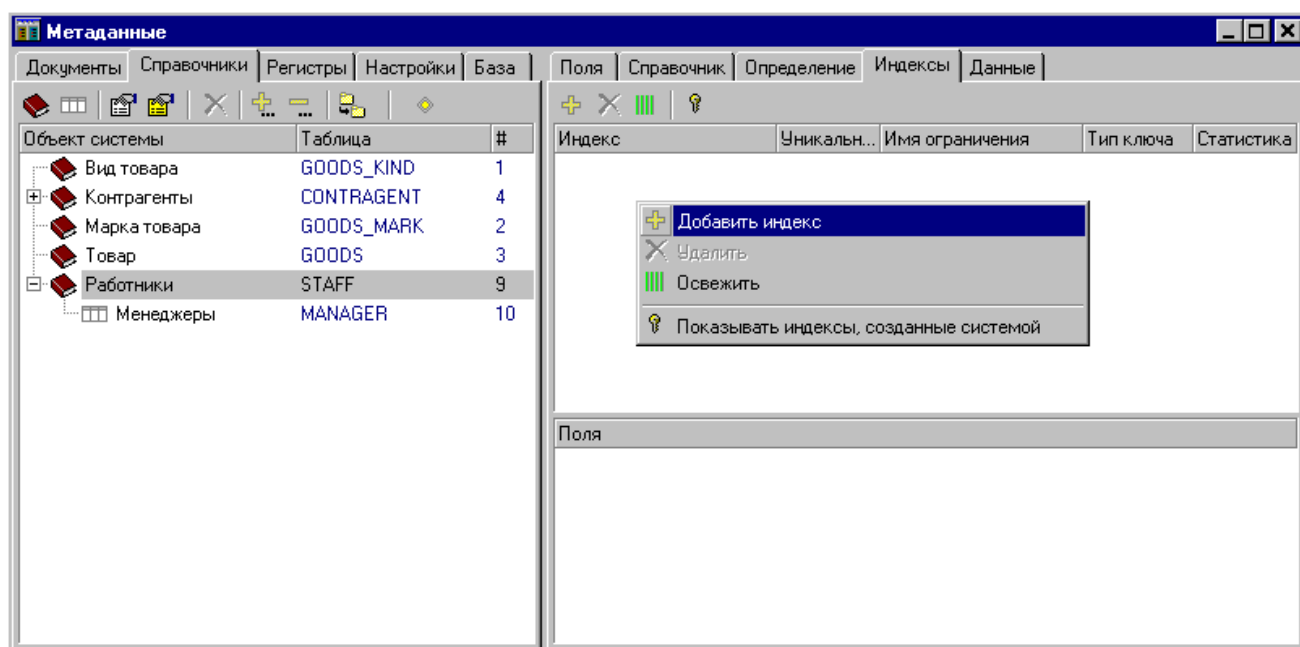 Метаданные
Документы Справочники Регистры Настройки База
Поля Справочник Определение Индексы Данные
Объект системы Таблица #
Индекс Уникальн... Имя ограничения Тип ключа Статистика
Вид товара GOODS_KIND 1
Контрагенты CONTRAGENT 4
Марка товара GOODS_MARK 2
Товар GOODS 3
Работники STAFF 9
Менеджеры MANAGER 10
Добавить индекс
Удалить
Освежить
Показывать индексы, созданные системой
Поля